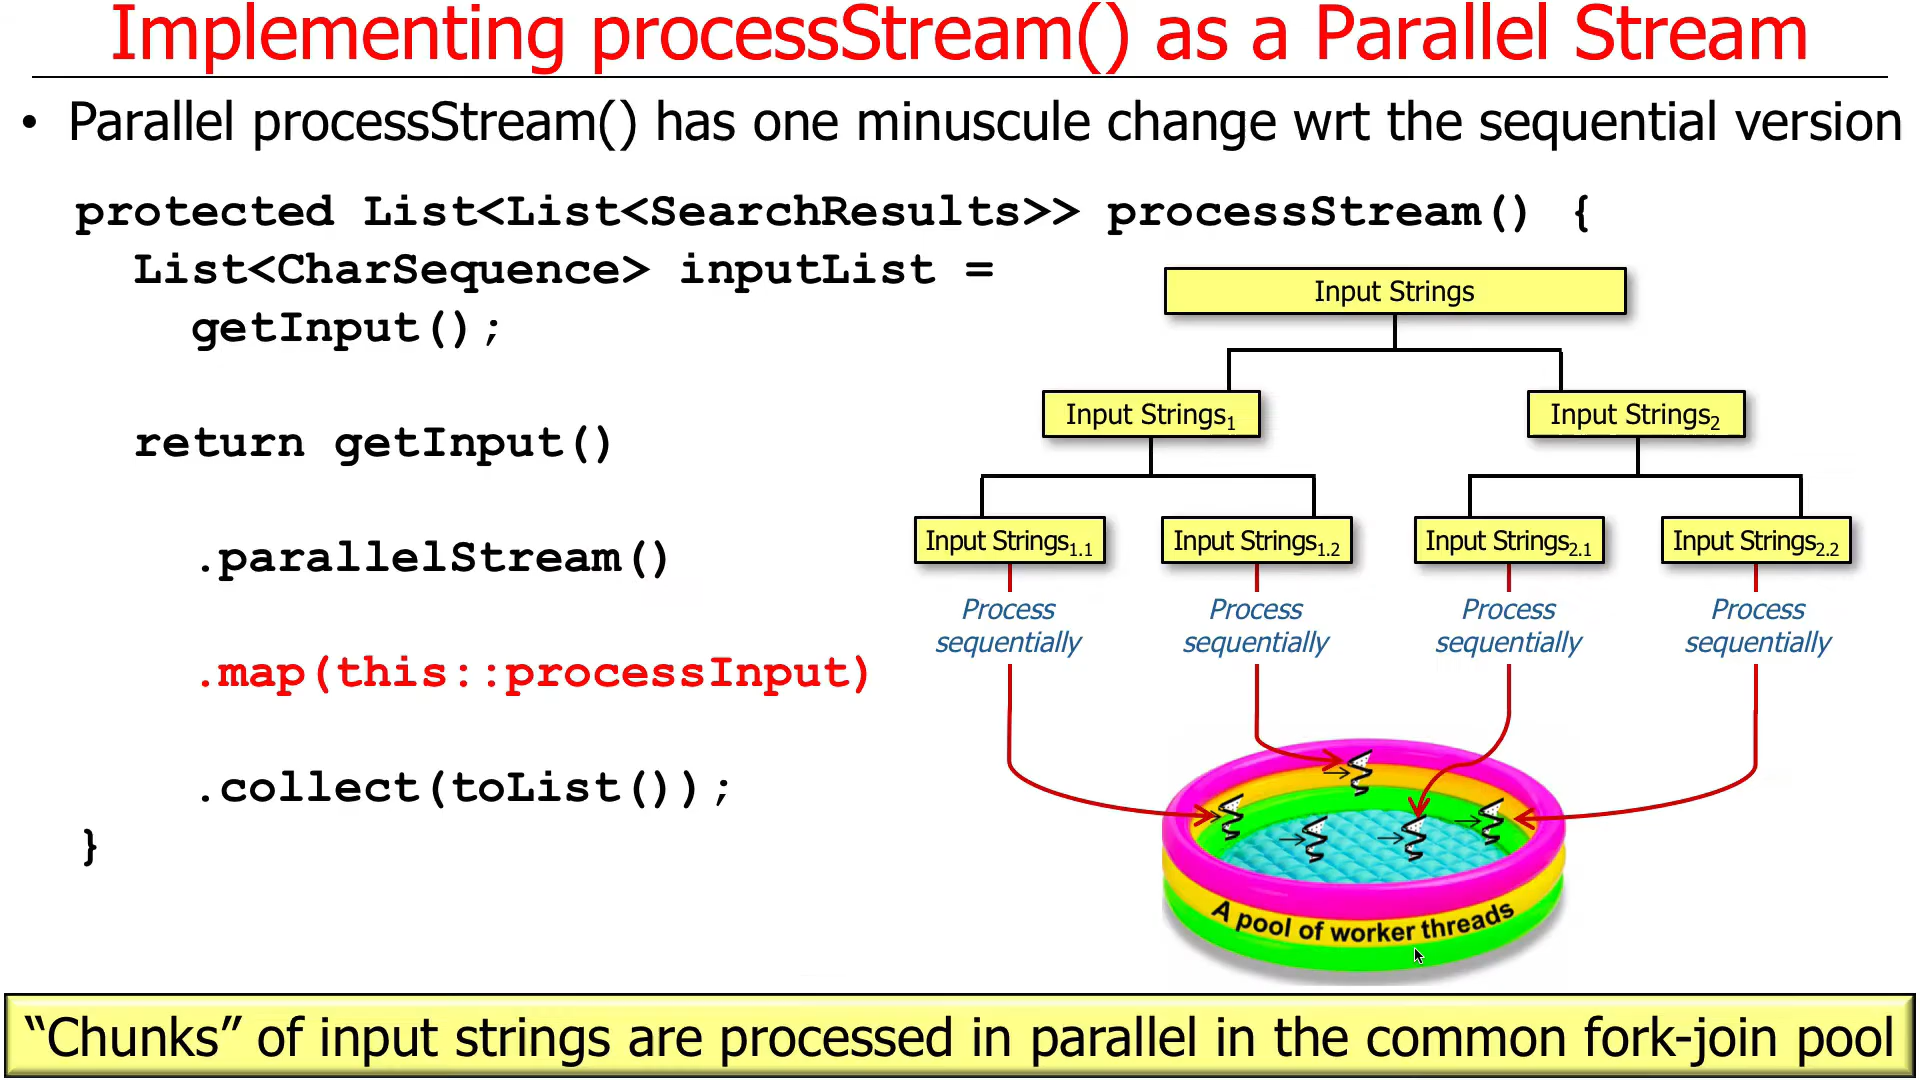 Implementing processStream() as a Parallel Stream
• Parallel processStream() has one minuscule change wrt the sequential version
protected List<List<SearchResults>> processStream() {
List<CharSequence> inputList =
getInput();
return getInput()
.parallelStream()
.map(this::processInput)
.collect(toList());
}
Input Strings
Input Strings1
Input Strings2
Input Strings1.1
Input Strings1.2
Input Strings2.1
Input Strings2.2
Process
sequentially
Process
sequentially
Process
sequentially
Process
sequentially
A pool of worker threads
“Chunks” of input strings are processed in parallel in the common fork-join pool